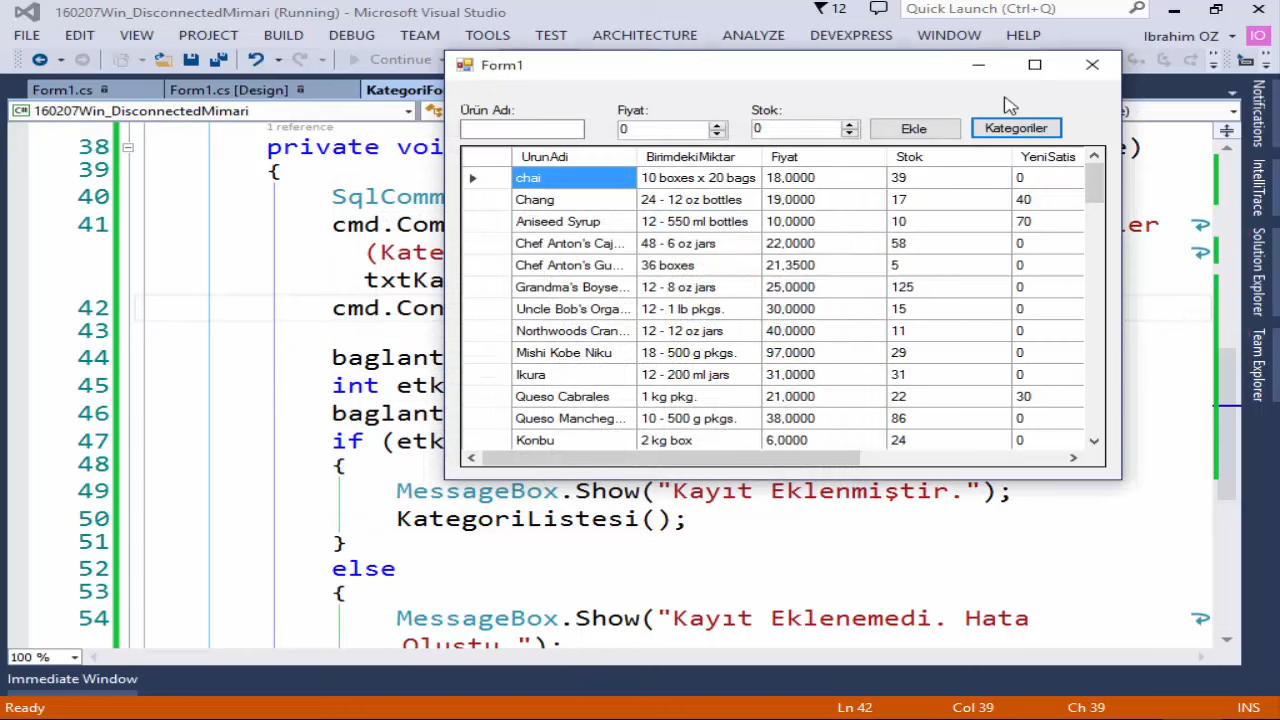 160207Win_DisconnectedMimari (Running) - Microsoft Visual Studio
12
Quick Launch (Ctrl+Q)
FILE EDIT VIEW PROJECT BUILD DEBUG TEAM TOOLS TEST ARCHITECTURE ANALYZE DEVEXPRESS WINDOW HELP
Ibrahim OZ
IO
Continue
Form1.cs
Form1.cs [Design]
160207Win_DisconnectedMimari
1 reference
38 private
39 {
40
41
(Kate
42
43
44 baglant
45 int etk
46 baglant
47 if (etk
48 {
49 MessageBox.Show("Kayıt Eklenmiştir.");
50 KategoriListesi();
51 }
52 else
53 {
54 MessageBox.Show("Kayıt Eklenemedi. Hata
100 %
Immediate Window
Ready
Ln 42
Col 39
Ch 39
INS
Notifications
IntelliTrace
Solution Explorer
Team Explorer
Form1
Ürün Adı:
Fiyat:
Stok:
0
0
Ekle
Kategoriler
UrunAdi BirimdekiMiktar Fiyat Stok YeniSatis
chai 10 boxes x 20 bags 18,0000 39 0
Chang 24 - 12 oz bottles 19,0000 17 40
Aniseed Syrup 12 - 550 ml bottles 10,0000 10 70
Chef Anton's Caj... 48 - 6 oz jars 22,0000 58 0
Chef Anton's Gu... 36 boxes 21,3500 5 0
Grandma's Boyse... 12 - 8 oz jars 25,0000 125 0
Uncle Bob's Orga... 12 - 1 lb pkgs. 30,0000 15 0
Northwoods Cran... 12 - 12 oz jars 40,0000 11 0
Mishi Kobe Niku 18 - 500 g pkgs. 97,0000 29 0
Ikura 12 - 200 ml jars 31,0000 31 0
Queso Cabrales 1 kg pkg. 21,0000 22 30
Queso Mancheg... 10 - 500 g pkgs. 38,0000 86 0
Konbu 2 kg box 6,0000 24 0